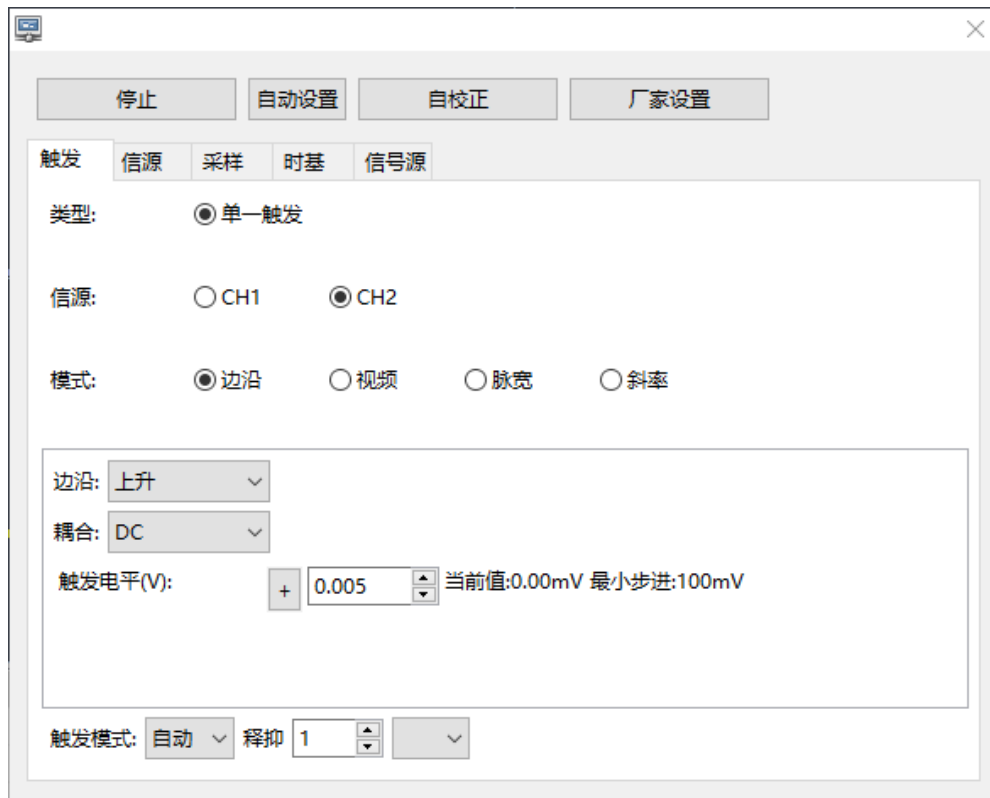 停止 自动设置 自校正 厂家设置
触发 信源 采样 时基 信号源
类型: 单一触发
信源: CH1 CH2
模式: 边沿 视频 脉宽 斜率
边沿: 上升
耦合: DC
触发电平(V): + 0.005 当前值:0.00mV 最小步进:100mV
触发模式: 自动 释抑 1